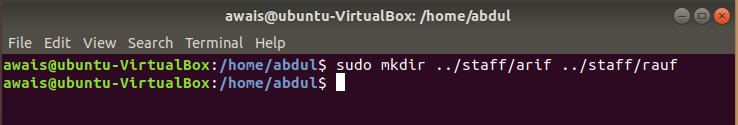 awais@ubuntu-VirtualBox: /home/abdul
File Edit View Search Terminal Help
awais@ubuntu-VirtualBox:/home/abdul$ sudo mkdir ../staff/arif ../staff/rauf
awais@ubuntu-VirtualBox:/home/abdul$